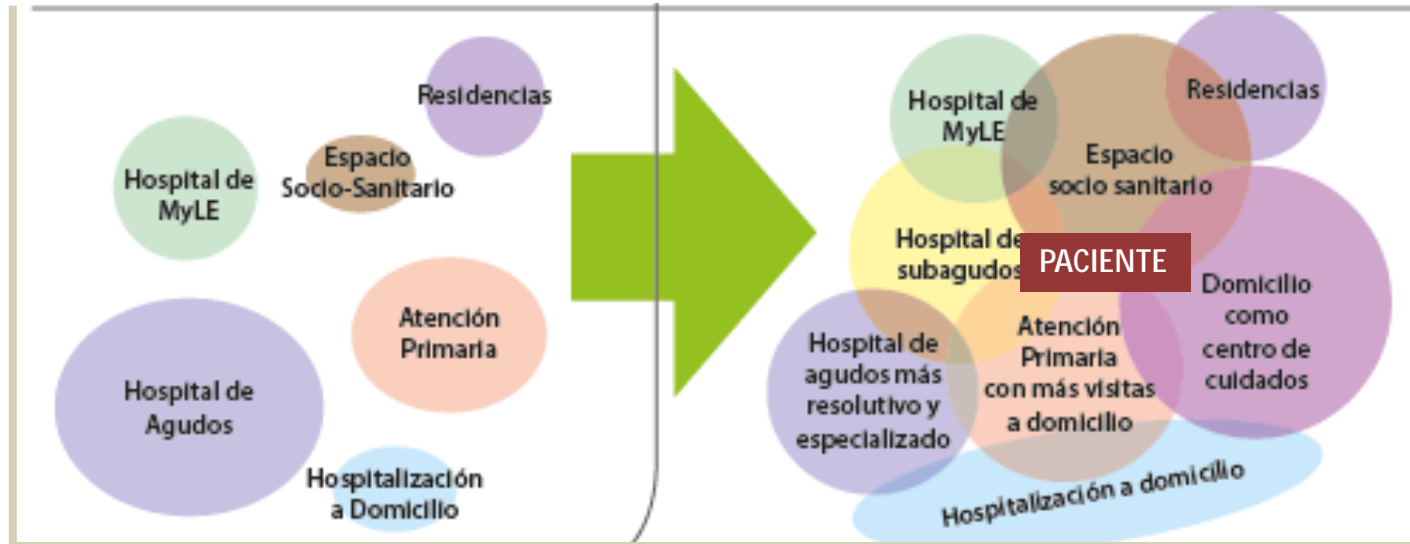 Residencias
Espacio
Socio-Sanitario
Hospital de
MyLE
Atención
Primaria
Hospital de
Agudos
Hospitalización
a Domicilio
Hospital de
MyLE
Residencias
Espacio
socio sanitario
Hospital de
subagudos
PACIENTE
Domicilio
como
centro de
cuidados
Hospital de
agudos más
resolutivo y
especializado
Atención
Primaria
con más visitas
a domicilio
Hospitalización a domicilio